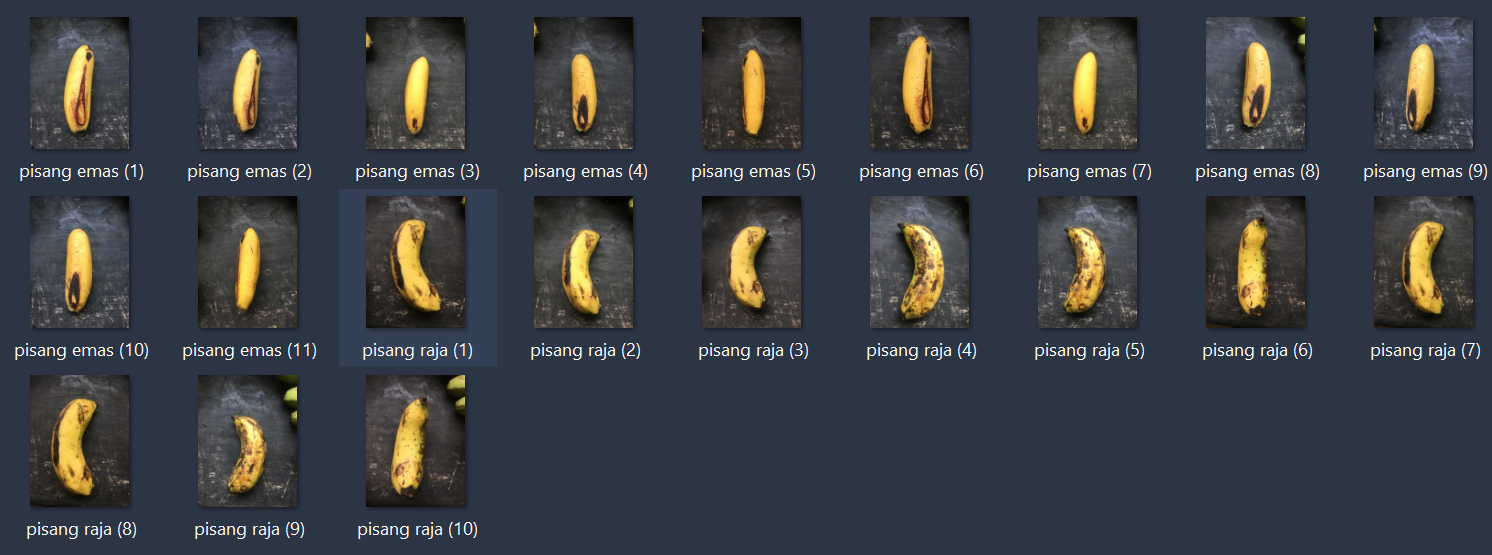 pisang emas (1)
pisang emas (2)
pisang emas (3)
pisang emas (4)
pisang emas (5)
pisang emas (6)
pisang emas (7)
pisang emas (8)
pisang emas (9)
pisang emas (10)
pisang emas (11)
pisang raja (1)
pisang raja (2)
pisang raja (3)
pisang raja (4)
pisang raja (5)
pisang raja (6)
pisang raja (7)
pisang raja (8)
pisang raja (9)
pisang raja (10)